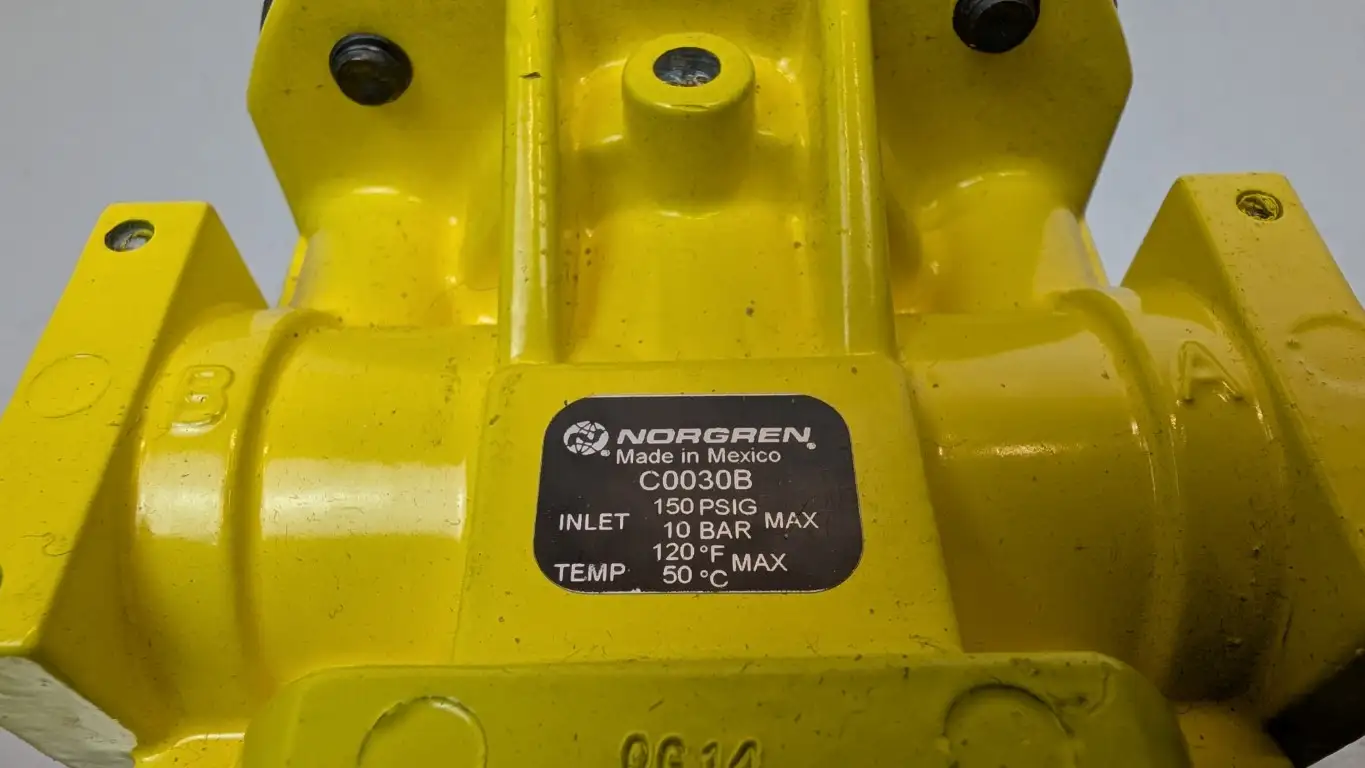 B
A
NORGREN®
Made in Mexico
C0030B
INLET 150 PSIG 10 BAR MAX
TEMP 120 °F 50 °C MAX